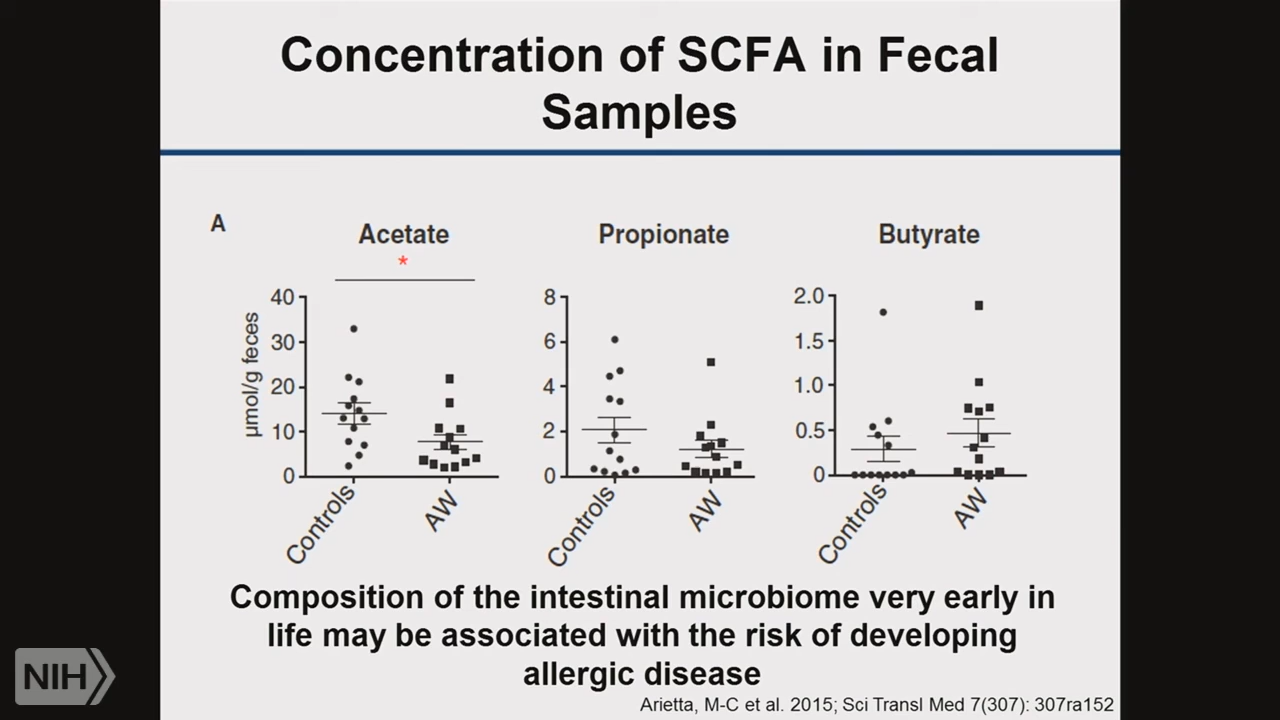 Concentration of SCFA in Fecal
Samples
A
Acetate
*
40
30
20
10
0
µmol/g feces
Controls
AW
Propionate
8
6
4
2
0
Controls
AW
Butyrate
2.0
1.5
1.0
0.5
0
Controls
AW
Composition of the intestinal microbiome very early in
life may be associated with the risk of developing
allergic disease
Arietta, M-C et al. 2015; Sci Transl Med 7(307): 307ra152
NIH